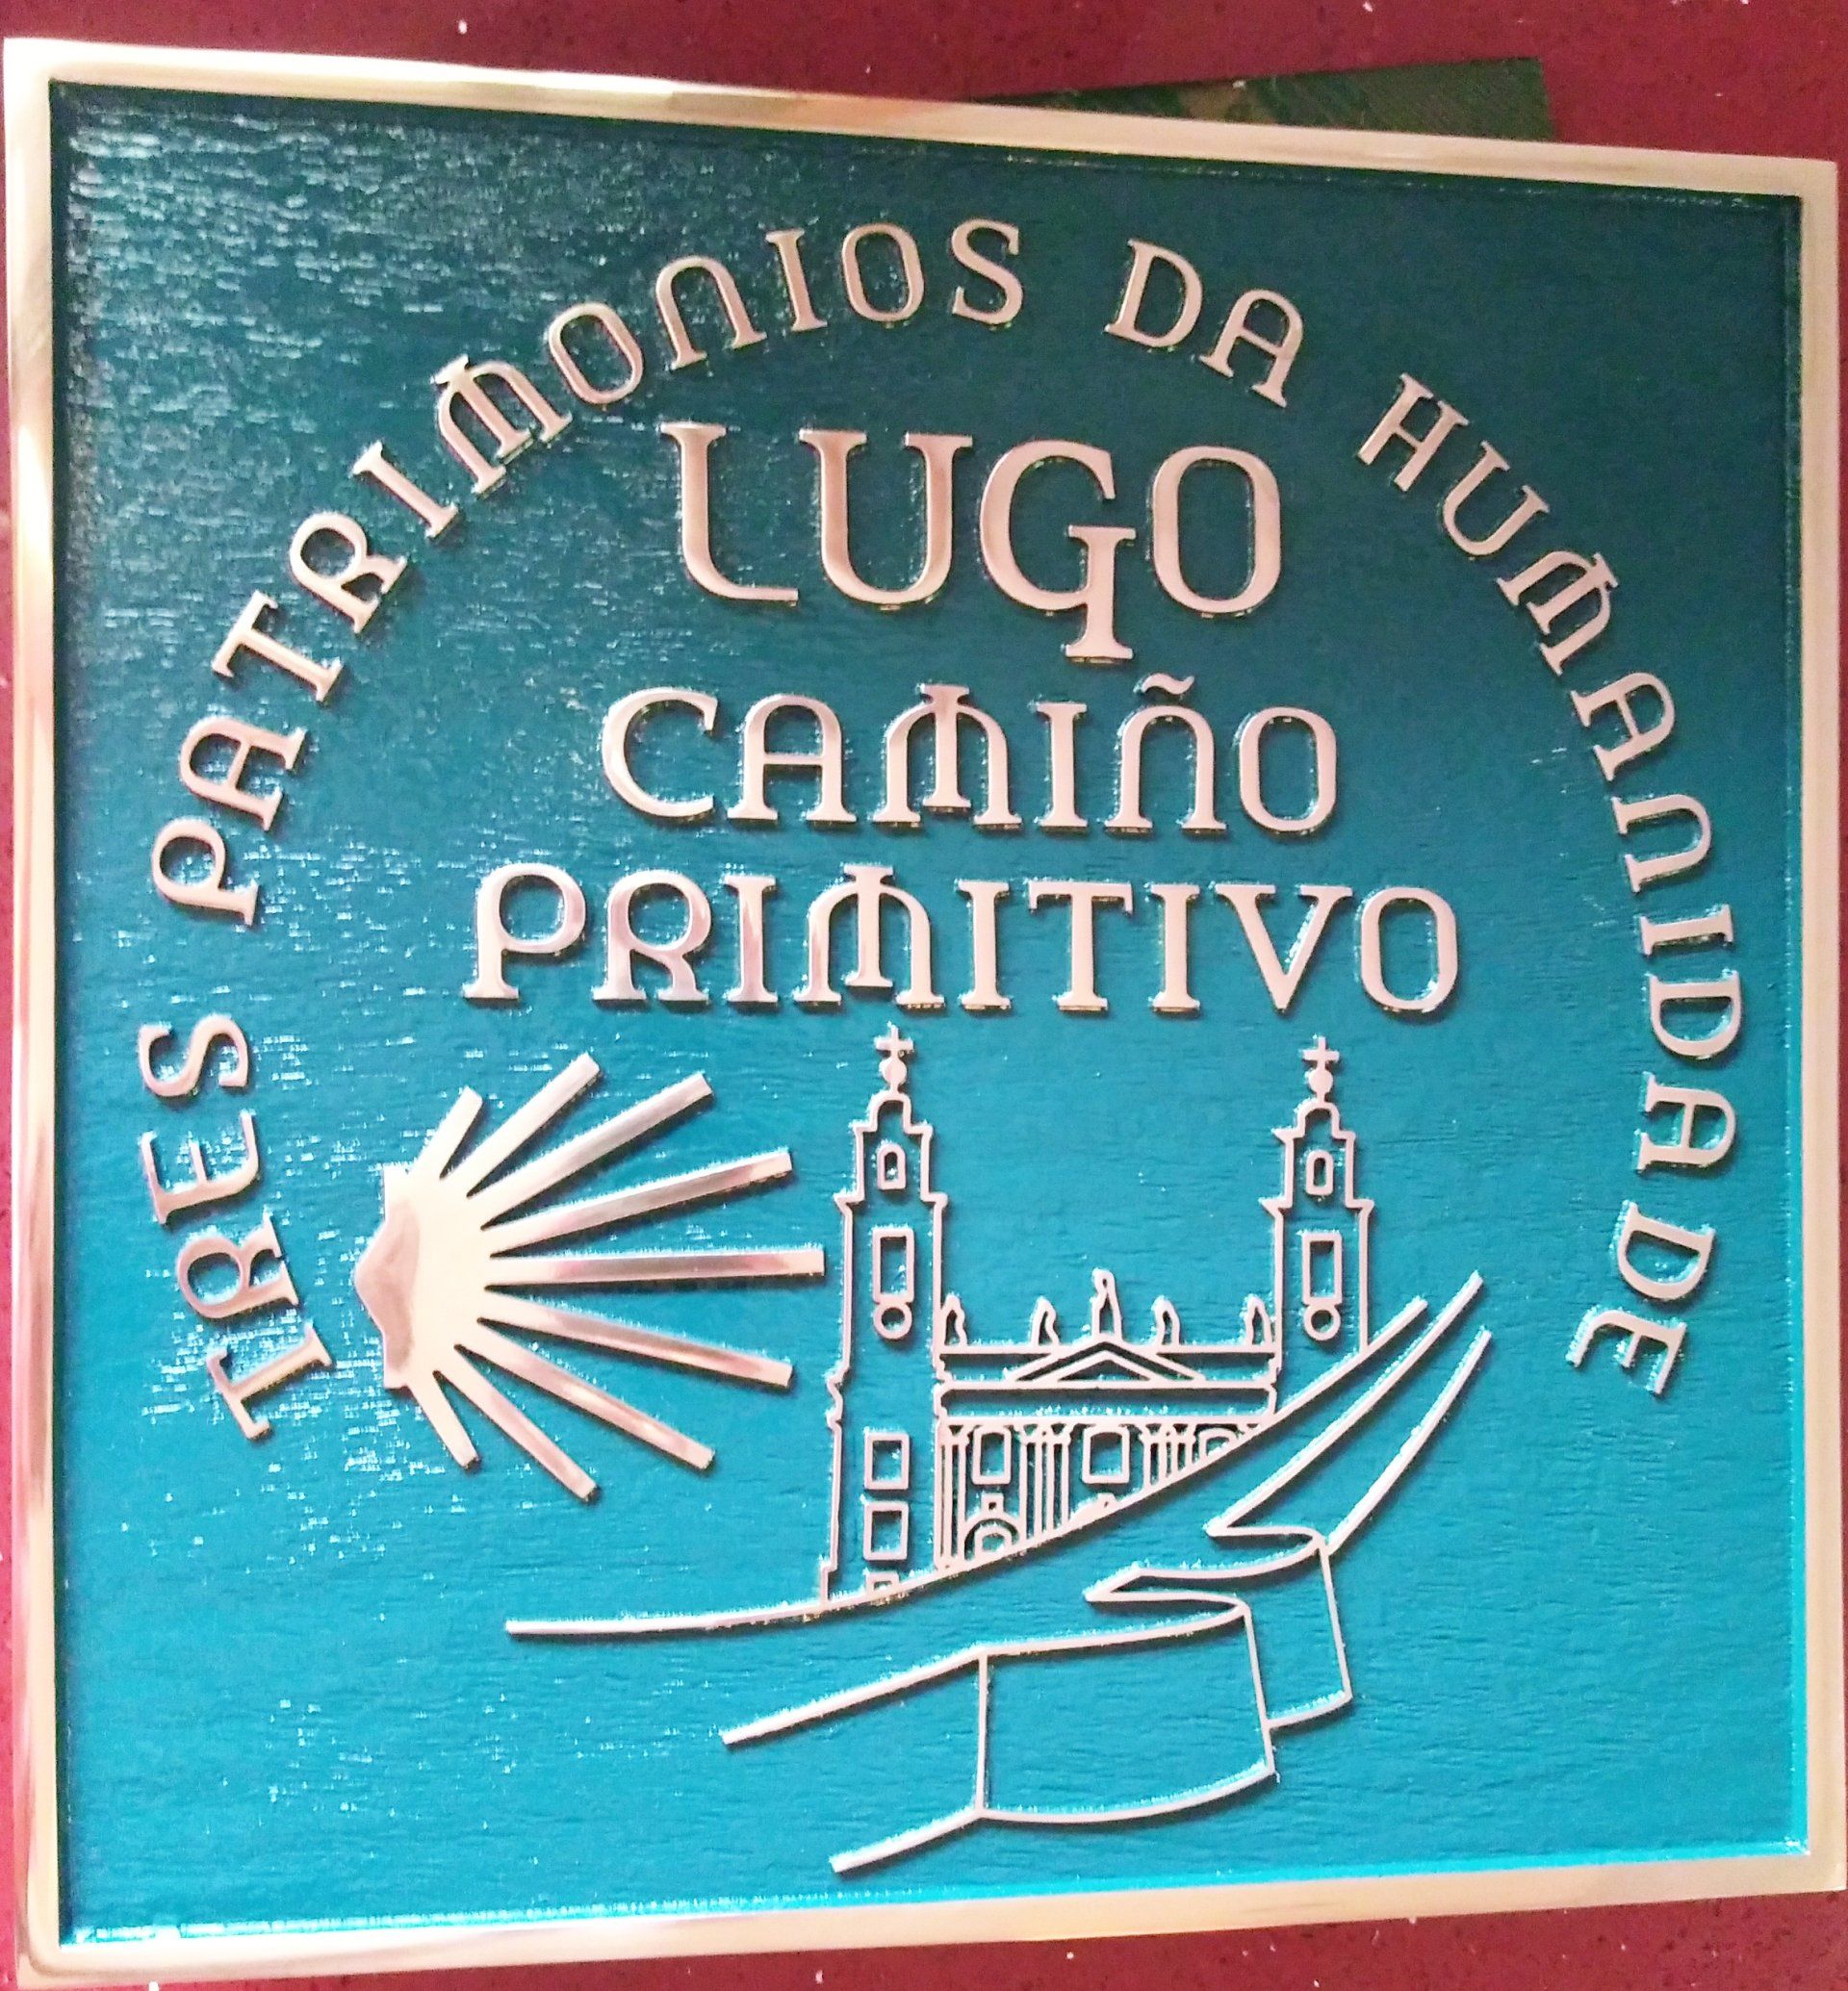 TRES PATRIMONIOS DA HUMANIDADE
LUGO
CAMIÑO
PRIMITIVO